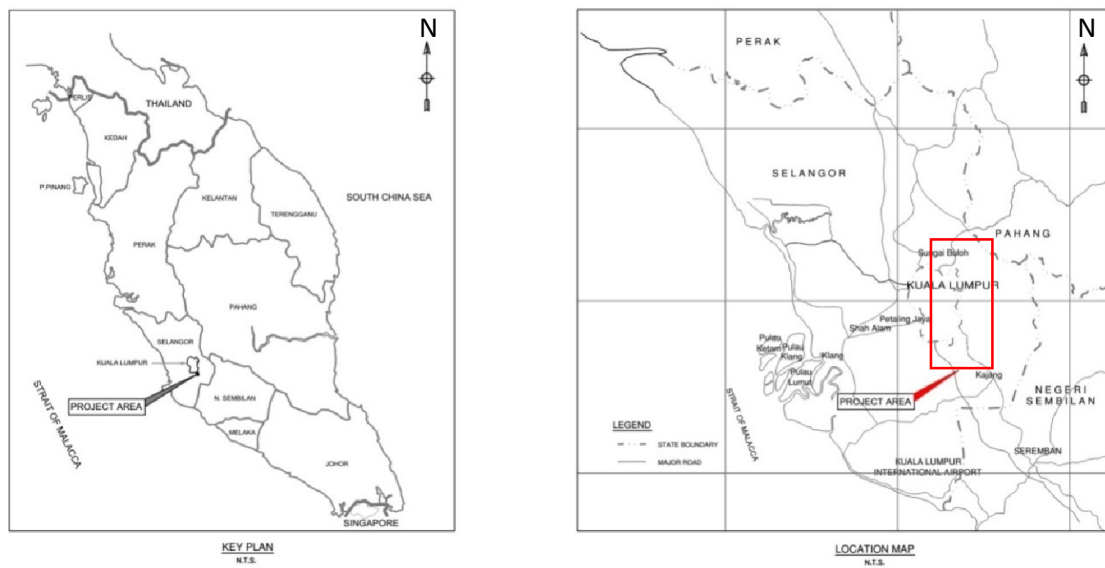 N
THAILAND
PERLIS
KEDAH
P.PINANG
KELANTAN
SOUTH CHINA SEA
TERENGGANU
PERAK
PAHANG
SELANGOR
KUALA LUMPUR
PROJECT AREA
N. SEMBILAN
STRAIT OF MALACCA
MELAKA
JOHOR
SINGAPORE
KEY PLAN
N.T.S.
N
PERAK
SELANGOR
PAHANG
Sungai Buloh
KUALA LUMPUR
Petaling Jaya
Shah Alam
Pulau
Ketam
Pulau
Klang
Klang
Pulau
Lumut
Kajang
PROJECT AREA
NEGERI
SEMBILAN
STRAIT OF MALACCA
LEGEND
STATE BOUNDARY
MAJOR ROAD
SEREMBAN
KUALA LUMPUR
INTERNATIONAL AIRPORT
LOCATION MAP
N.T.S.